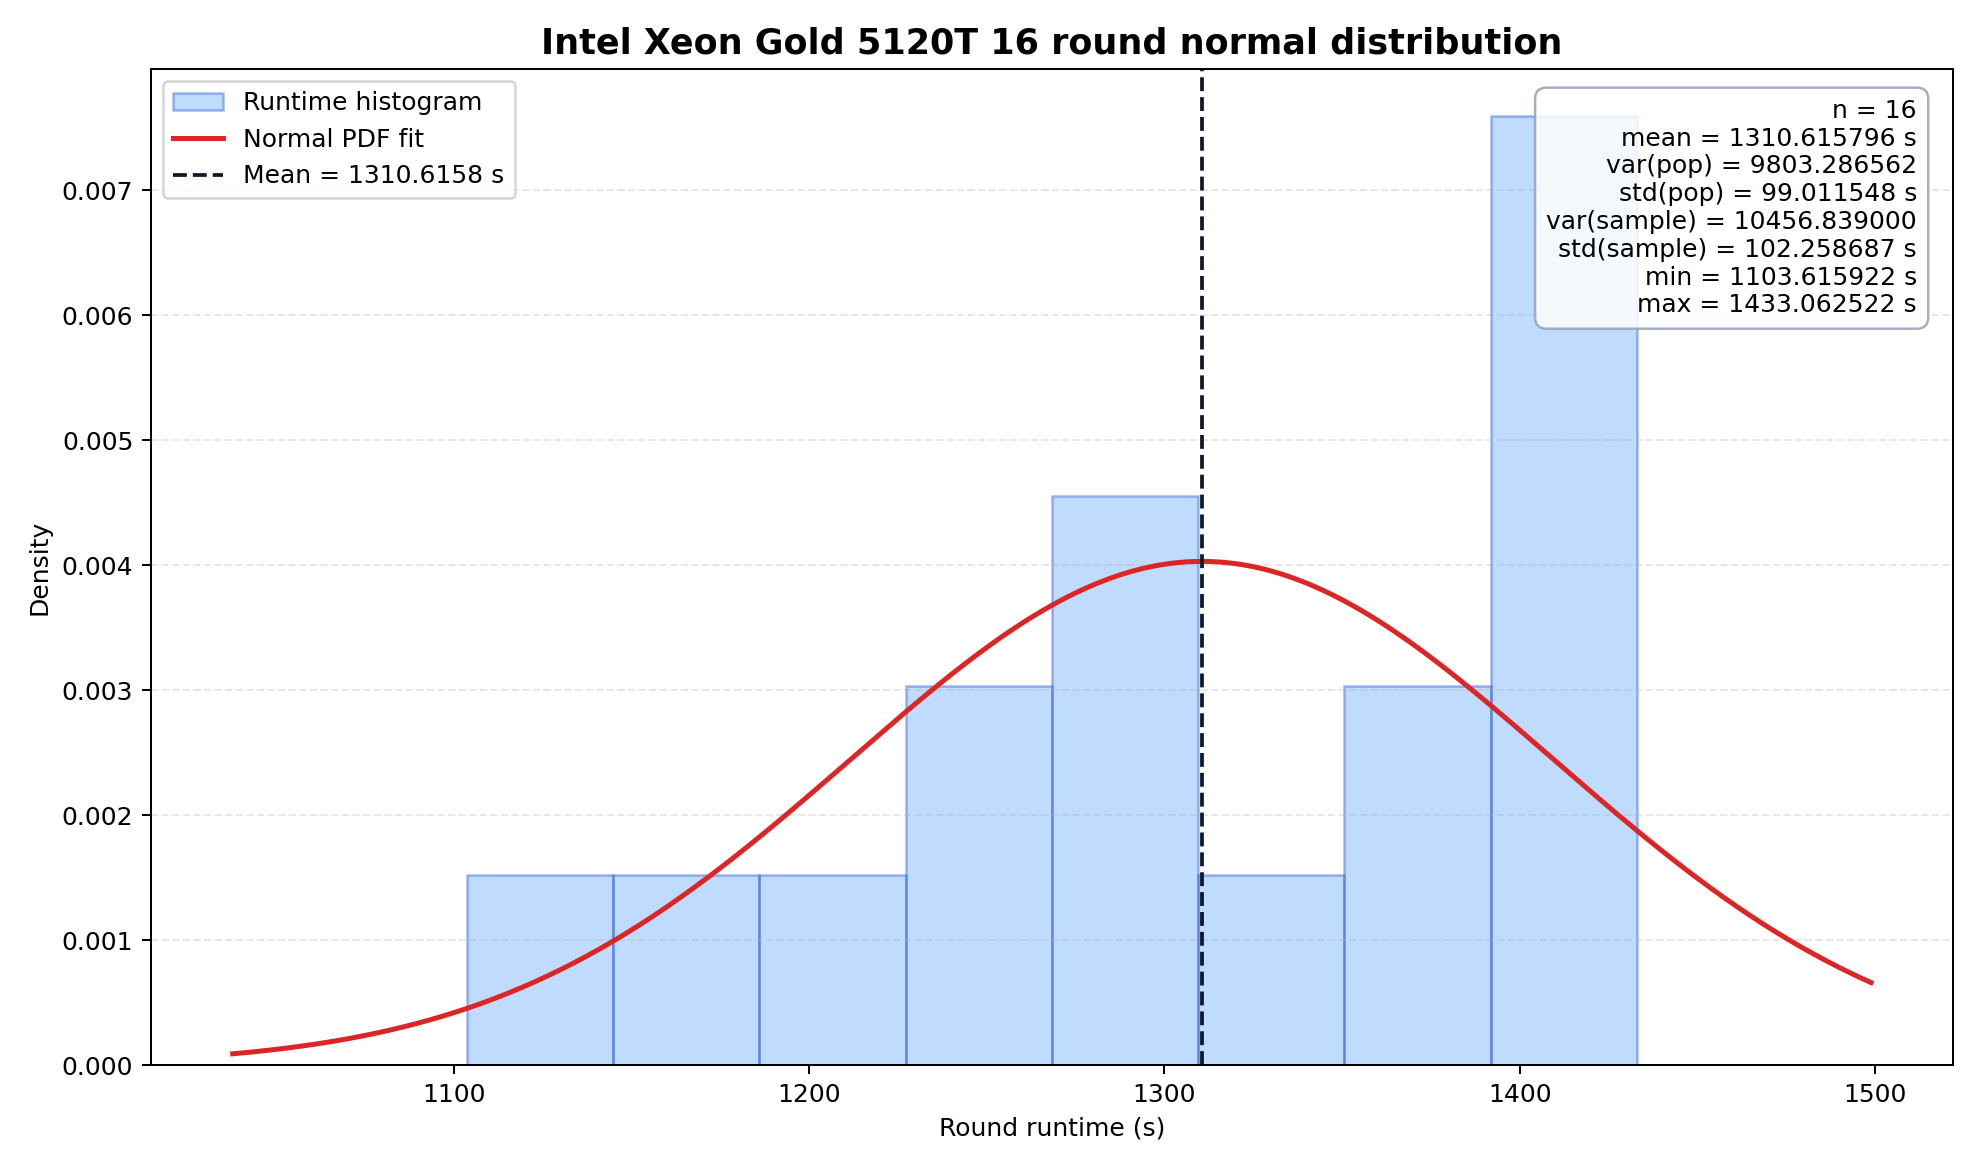 Intel Xeon Gold 5120T 16 round normal distribution
Runtime histogram
Normal PDF fit
Mean = 1310.6158 s
n = 16
mean = 1310.615796 s
var(pop) = 9803.286562
std(pop) = 99.011548 s
var(sample) = 10456.839000
std(sample) = 102.258687 s
min = 1103.615922 s
max = 1433.062522 s
Density
0.007
0.006
0.005
0.004
0.003
0.002
0.001
0.000
1100 1200 1300 1400 1500
Round runtime (s)